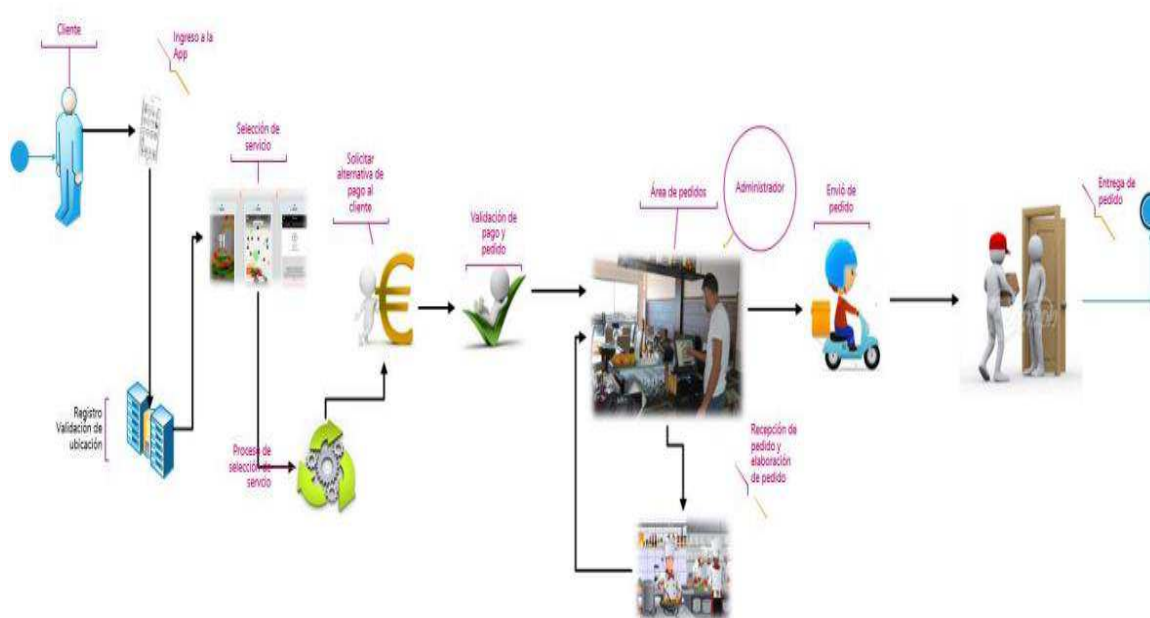 Cliente
Ingreso a la
App
Selección de
servicio
Solicitar
alternativa de
pago al
cliente
Validación de
pago y
pedido
Área de pedidos
Administrador
Envió de
pedido
Entrega de
pedido
Registro
Validación de
ubicación
Proceso de
selección de
servcio
Recepción de
pedido y
elaboración
de pedido